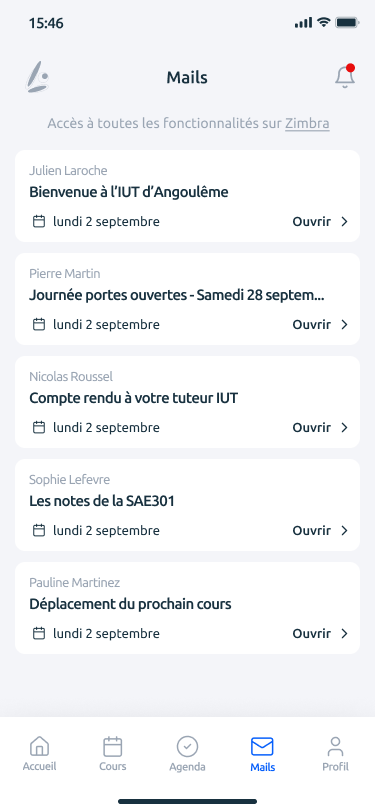 15:46
Mails
Accès à toutes les fonctionnalités sur Zimbra
Julien Laroche
Bienvenue à l'IUT d'Angoulême
lundi 2 septembre Ouvrir
Pierre Martin
Journée portes ouvertes - Samedi 28 septem...
lundi 2 septembre Ouvrir
Nicolas Roussel
Compte rendu à votre tuteur IUT
lundi 2 septembre Ouvrir
Sophie Lefevre
Les notes de la SAE301
lundi 2 septembre Ouvrir
Pauline Martinez
Déplacement du prochain cours
lundi 2 septembre Ouvrir
Accueil Cours Agenda Mails Profil